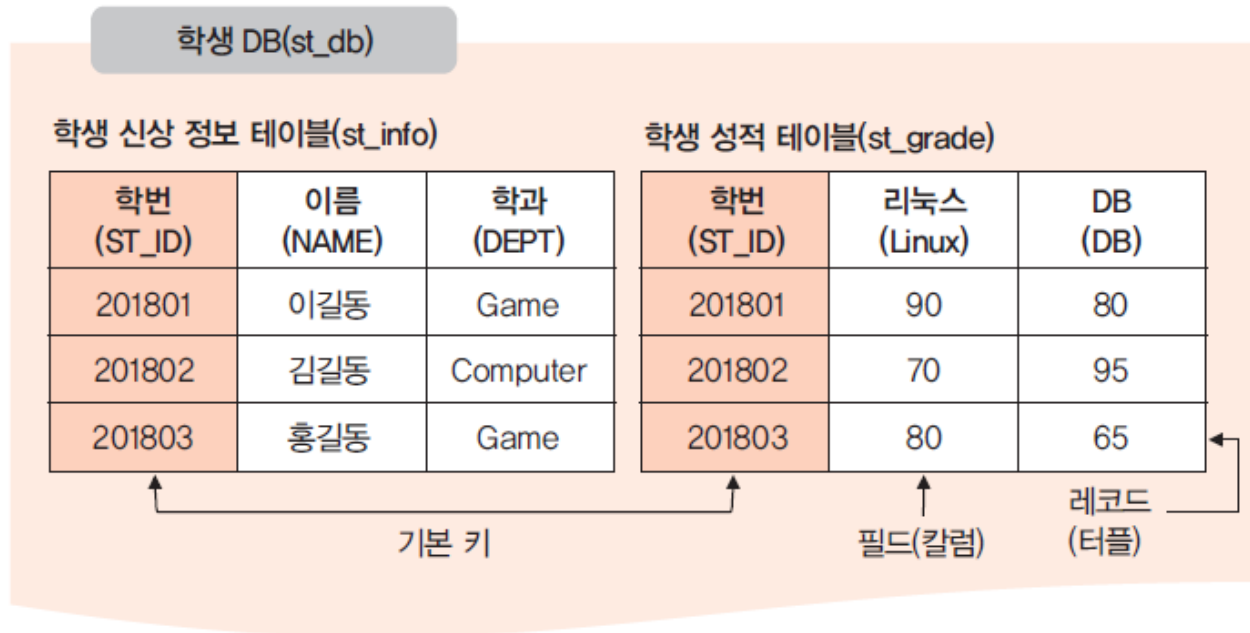 학생 DB(st_db)
학생 신상 정보 테이블(st_info)
학번 이름 학과
(ST_ID) (NAME) (DEPT)
201801 이길동 Game
201802 김길동 Computer
201803 홍길동 Game
학생 성적 테이블(st_grade)
학번 리눅스 DB
(ST_ID) (Linux) (DB)
201801 90 80
201802 70 95
201803 80 65
기본 키
필드(칼럼)
레코드
(터플)